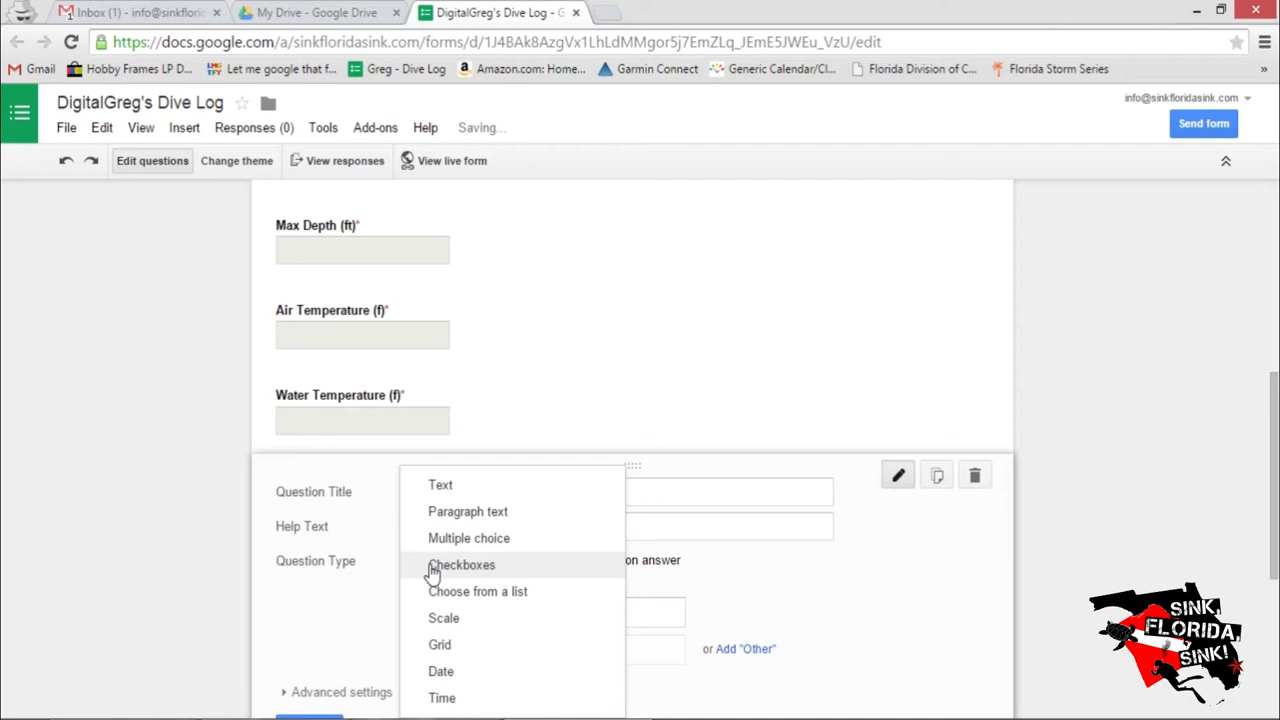 Inbox (1) - info@sinkfloric
My Drive - Google Drive
DigitalGreg's Dive Log - G
https://docs.google.com/a/sinkfloridasink.com/forms/d/1J4BAk8AzgVx1LhLdMMgor5j7EmZLq_JEmE5JWEu_VzU/edit
Gmail
Hobby Frames LP D...
Let me google that f...
Greg - Dive Log
Amazon.com: Home...
Garmin Connect
Generic Calendar/Cl...
Florida Division of C...
Florida Storm Series
»
DigitalGreg's Dive Log
info@sinkfloridasink.com
File Edit View Insert Responses (0) Tools Add-ons Help Saving...
Send form
Edit questions
Change theme
View responses
View live form
Max Depth (ft)*
Air Temperature (f)*
Water Temperature (f)*
Question Title
Help Text
Question Type
on answer
Text
Paragraph text
Multiple choice
Checkboxes
Choose from a list
Scale
Grid
Date
Time
or Add "Other"
Advanced settings
SINK,
FLORIDA,
SINK!